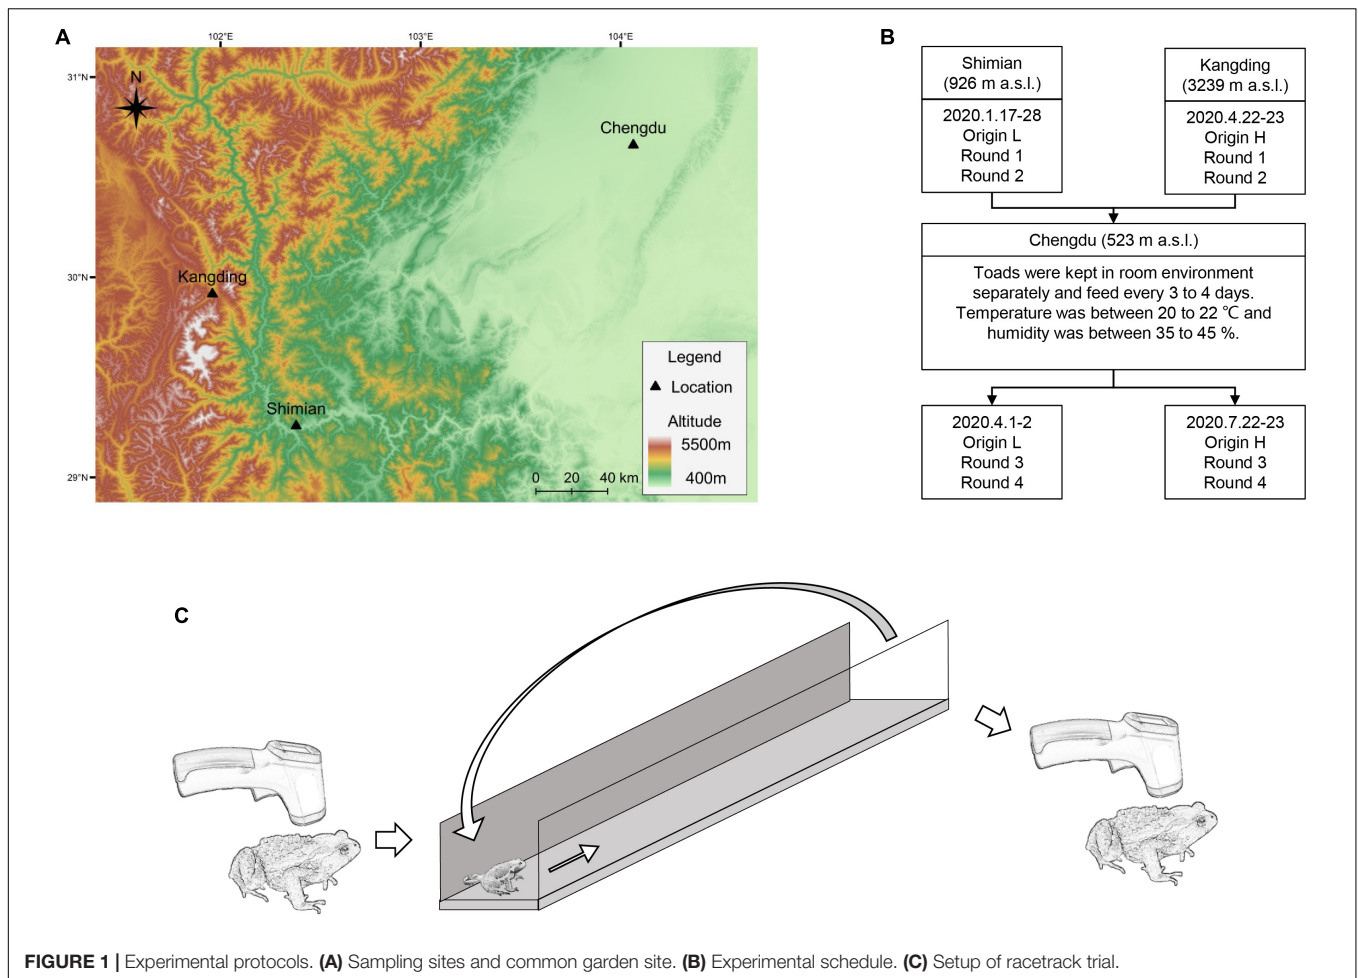 A
102°E
103°E
104°E
31°N
30°N
29°N
N
Chengdu
Kangding
Shimian
Legend
Location
Altitude
5500m
400m
0 20 40 km
B
Shimian
(926 m a.s.l.)
2020.1.17-28
Origin L
Round 1
Round 2
Kangding
(3239 m a.s.l.)
2020.4.22-23
Origin H
Round 1
Round 2
Chengdu (523 m a.s.l.)
Toads were kept in room environment
separately and feed every 3 to 4 days.
Temperature was between 20 to 22 ℃ and
humidity was between 35 to 45 %.
2020.4.1-2
Origin L
Round 3
Round 4
2020.7.22-23
Origin H
Round 3
Round 4
C
FIGURE 1 | Experimental protocols. (A) Sampling sites and common garden site. (B) Experimental schedule. (C) Setup of racetrack trial.